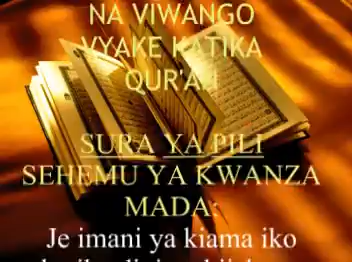 NA VIWANGO
VYAKE KATIKA
QUR'AN
SURA YA PILI
SEHEMU YA KWANZA
MADA:
Je imani ya kiama iko